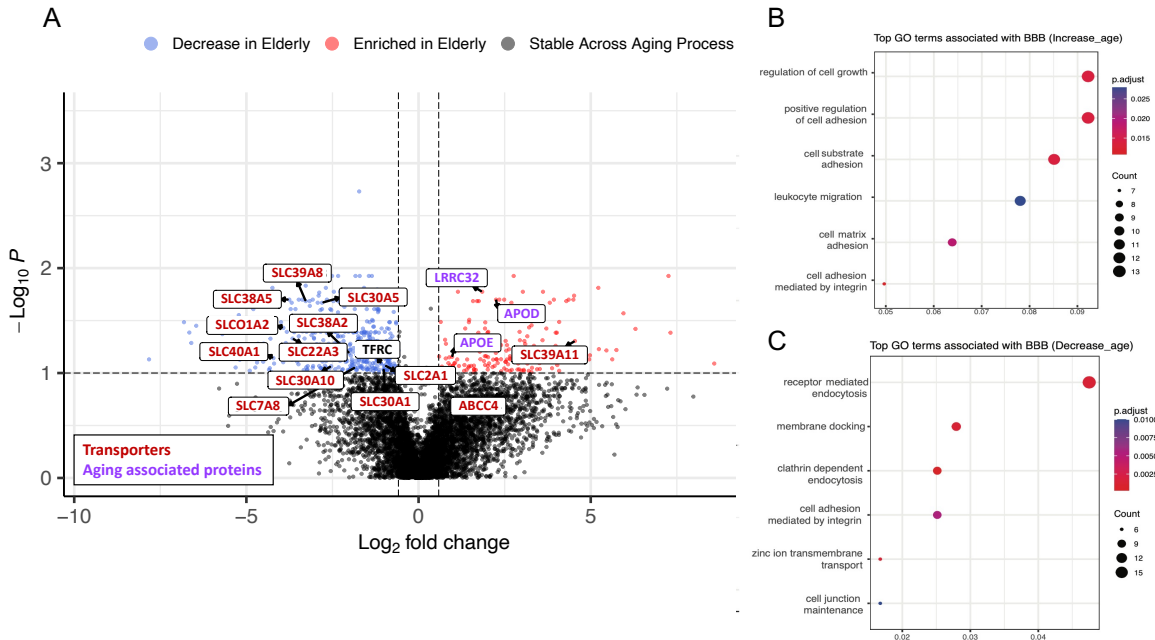 A
Decrease in Elderly
Enriched in Elderly
Stable Across Aging Process
−Log10 P
3
2
1
0
LRRC32
SLC39A8
SLC38A5
SLC30A5
APOD
SLCO1A2
SLC38A2
APOE
SLC40A1
SLC22A3
TFRC
SLC39A11
SLC30A10
SLC2A1
SLC7A8
SLC30A1
ABCC4
Transporters
Aging associated proteins
−10
−5
0
5
Log2 fold change
B
Top GO terms associated with BBB (Increase_age)
regulation of cell growth
positive regulation
of cell adhesion
cell substrate
adhesion
leukocyte migration
cell matrix
adhesion
cell adhesion
mediated by integrin
0.05
0.06
0.07
0.08
0.09
p.adjust
0.025
0.020
0.015
Count
7
8
9
10
11
12
13
C
Top GO terms associated with BBB (Decrease_age)
receptor mediated
endocytosis
membrane docking
clathrin dependent
endocytosis
cell adhesion
mediated by integrin
zinc ion transmembrane
transport
cell junction
maintenance
0.02
0.03
0.04
p.adjust
0.0100
0.0075
0.0050
0.0025
Count
6
9
12
15